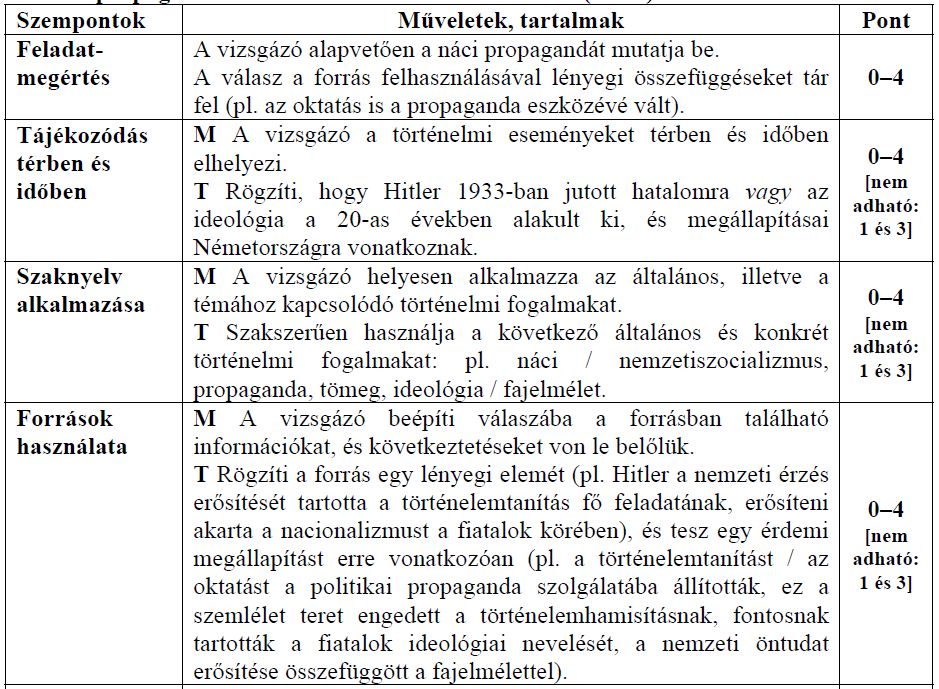 Szempontok Műveletek, tartalmak Pont
Feladat-
megértés
A vizsgázó alapvetően a náci propagandát mutatja be.
A válasz a forrás felhasználásával lényegi összefüggéseket tár
fel (pl. az oktatás is a propaganda eszközévé vált).
0–4
Tájékozódás
térben és
időben
M A vizsgázó a történelmi eseményeket térben és időben
elhelyezi.
T Rögzíti, hogy Hitler 1933-ban jutott hatalomra vagy az
ideológia a 20-as években alakult ki, és megállapításai
Németországra vonatkoznak.
0–4
[nem
adható:
1 és 3]
Szaknyelv
alkalmazása
M A vizsgázó helyesen alkalmazza az általános, illetve a
témához kapcsolódó történelmi fogalmakat.
T Szakszerűen használja a következő általános és konkrét
történelmi fogalmakat: pl. náci / nemzetiszocializmus,
propaganda, tömeg, ideológia / fajelmélet.
0–4
[nem
adható:
1 és 3]
Források
használata
M A vizsgázó beépíti válaszába a forrásban található
információkat, és következtetéseket von le belőlük.
T Rögzíti a forrás egy lényegi elemét (pl. Hitler a nemzeti érzés
erősítését tartotta a történelemtanítás fő feladatának, erősíteni
akarta a nacionalizmust a fiatalok körében), és tesz egy érdemi
megállapítást erre vonatkozóan (pl. a történelemtanítást / az
oktatást a politikai propaganda szolgálatába állították, ez a
szemlélet teret engedett a történelemhamisításnak, fontosnak
tartották a fiatalok ideológiai nevelését, a nemzeti öntudat
erősítése összefüggött a fajelmélettel).
0–4
[nem
adható:
1 és 3]